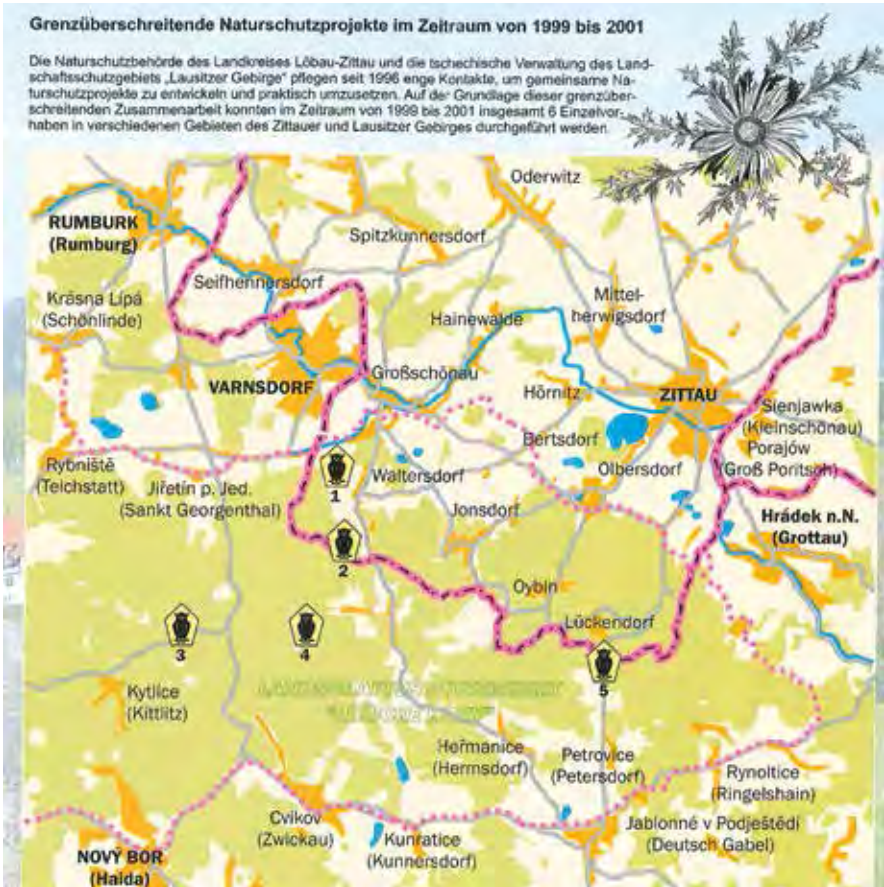 Grenzüberschreitende Naturschutzprojekte im Zeitraum von 1999 bis 2001
Die Naturschutzbehörde des Landkreises Löbau-Zittau und die tschechische Verwaltung des Land-
schaftsschutzgebiets „Lausitzer Gebirge" pflegen seit 1996 enge Kontakte, um gemeinsame Na-
turschutzprojekte zu entwickeln und praktisch umzusetzen. Auf der Grundlage dieser grenzüber-
schreitenden Zusammenarbeit konnten im Zeitraum von 1999 bis 2001 insgesamt 6 Einzelvor-
haben in verschiedenen Gebieten des Zittauer und Lausitzer Gebirges durchgeführt werden.
Oderwitz
RUMBURK
(Rumburg)
Spitzkunnersdorf
Seifhennersdorf
Krásna Lípá
(Schönlinde)
Mittel-
herwigsdorf
Hainewalde
VARNSDORF
Großschönau
Hörnitz
ZITTAU
Sienjawka
(Kleinschönau)
Porajów
(Groß Poritsch)
Bertsdorf
Olbersdorf
Rybniště
(Teichstatt)
Jiřetín p. Jed.
(Sankt Georgenthal)
1
Waltersdorf
Jonsdorf
Hrádek n.N.
(Grottau)
2
Oybin
Lückendorf
3
4
5
Kytlice
(Kittlitz)
Heřmanice
(Hermsdorf)
Petrovice
(Petersdorf)
Rynoltice
(Ringelshain)
Cvikov
(Zwickau)
Kunratice
(Kunnersdorf)
Jablonné v Podještědí
(Deutsch Gabel)
NOVÝ BOR
(Haida)